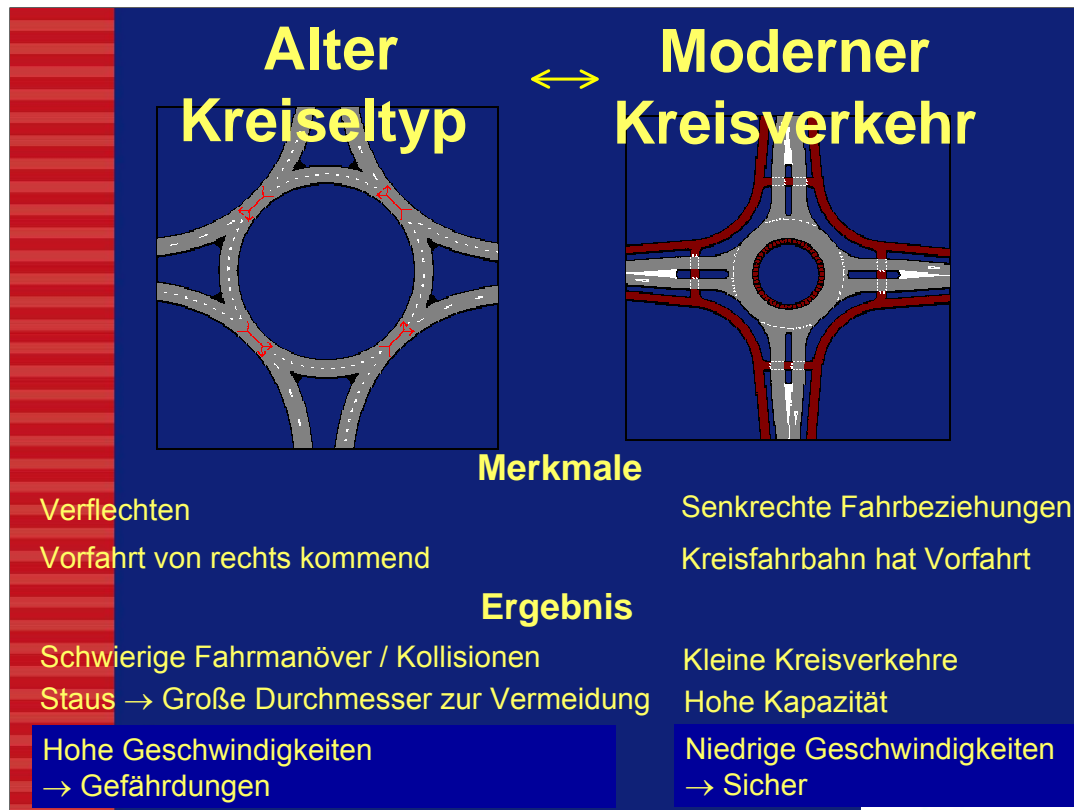 Alter
Kreiseltyp
↔
Moderner
Kreisverkehr
Merkmale
Verflechten
Senkrechte Fahrbeziehungen
Vorfahrt von rechts kommend
Kreisfahrbahn hat Vorfahrt
Ergebnis
Schwierige Fahrmanöver / Kollisionen
Kleine Kreisverkehre
Staus → Große Durchmesser zur Vermeidung
Hohe Kapazität
Hohe Geschwindigkeiten
→ Gefährdungen
Niedrige Geschwindigkeiten
→ Sicher